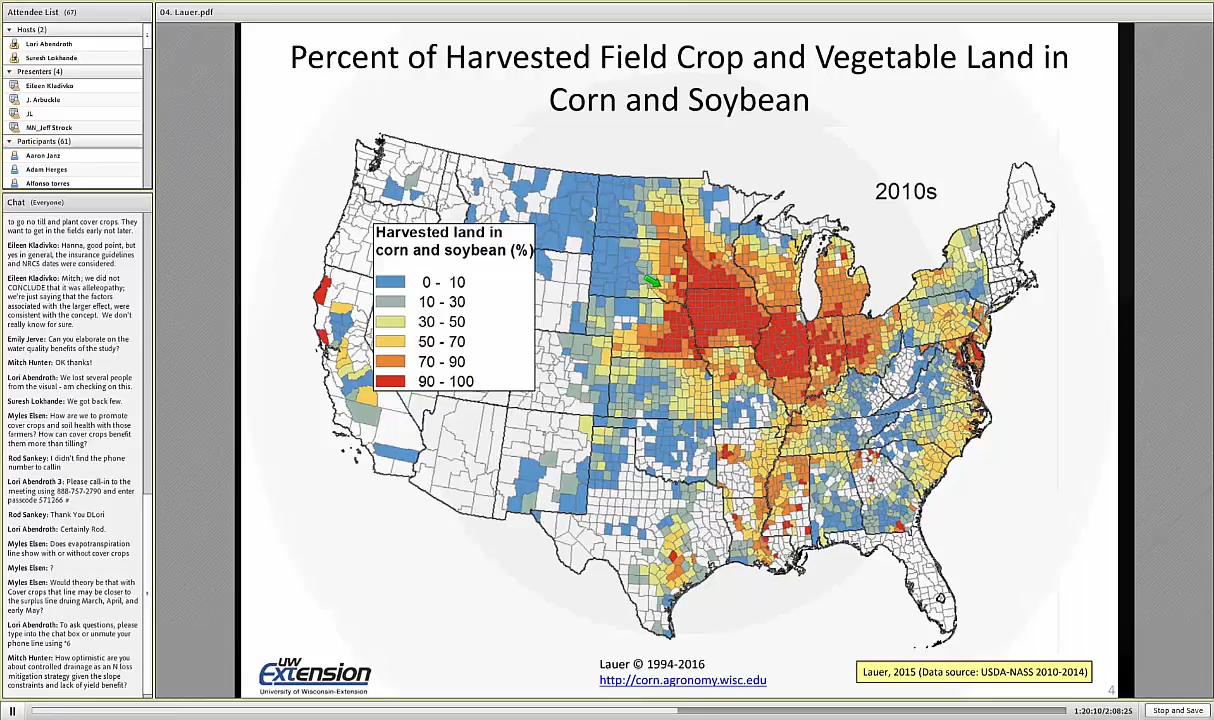 Attendee List (67)
Hosts (2)
Lori Abendroth
Suresh Lokhande
Presenters (4)
Eileen Kladivko
J. Arbuckle
JL
MN_Jeff Strock
Participants (61)
Aaron Janz
Adam Herges
Alfonso torres
Chat (Everyone)
to go no till and plant cover crops. They
want to get in the fields early not later.
Eileen Kladivko: Hanna, good point, but
yes in general, the insurance guidelines
and NRCS dates were considered.
Eileen Kladivko: Mitch; we did not
CONCLUDE that it was alleleopathy;
we're just saying that the factors
associated with the larger effect, were
consistent with the concept. We don't
really know for sure.
Emily Jerve: Can you elaborate on the
water quality benefits of the study?
Mitch Hunter: OK thanks!
Lori Abendroth: We lost several people
from the visual - am checking on this.
Suresh Lokhande: We got back few.
Myles Elsen: How are we to promote
cover crops and soil health with those
farmers? How can cover crops benefit
them more than tilling?
Rod Sankey: I didn't find the phone
number to callin
Lori Abendroth 3: Please call-in to the
meeting using 888-757-2790 and enter
passcode 571266 #
Rod Sankey: Thank You DLori
Lori Abendroth: Certainly Rod.
Myles Elsen: Does evapotranspiration
line show with or without cover crops
Myles Elsen: ?
Myles Elsen: Would theory be that with
Cover crops that line may be closer to
the surplus line druing March, April, and
early May?
Lori Abendroth: To ask questions, please
type into the chat box or unmute your
phone line using *6
Mitch Hunter: How optimistic are you
about controlled drainage as an N loss
mitigation strategy given the slope
constraints and lack of yield benefit?
04. Lauer.pdf
Percent of Harvested Field Crop and Vegetable Land in
Corn and Soybean
2010s
Harvested land in
corn and soybean (%)
0 - 10
10 - 30
30 - 50
50 - 70
70 - 90
90 - 100
UW
Extension
University of Wisconsin-Extension
Lauer © 1994-2016
http://corn.agronomy.wisc.edu
Lauer, 2015 (Data source: USDA-NASS 2010-2014)
4
1:20:10/2:08:25
Stop and Save